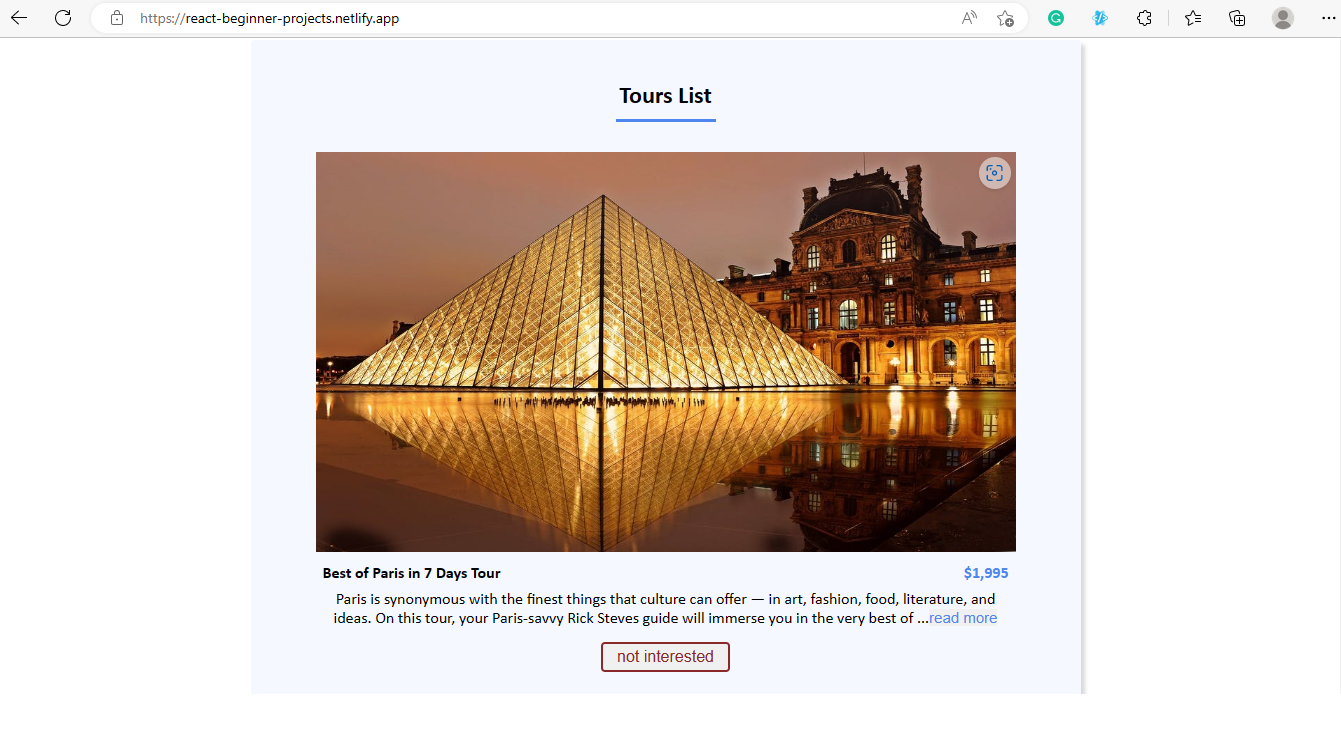 https://react-beginner-projects.netlify.app
Tours List
Best of Paris in 7 Days Tour
$1,995
Paris is synonymous with the finest things that culture can offer — in art, fashion, food, literature, and
ideas. On this tour, your Paris-savvy Rick Steves guide will immerse you in the very best of ...read more
not interested